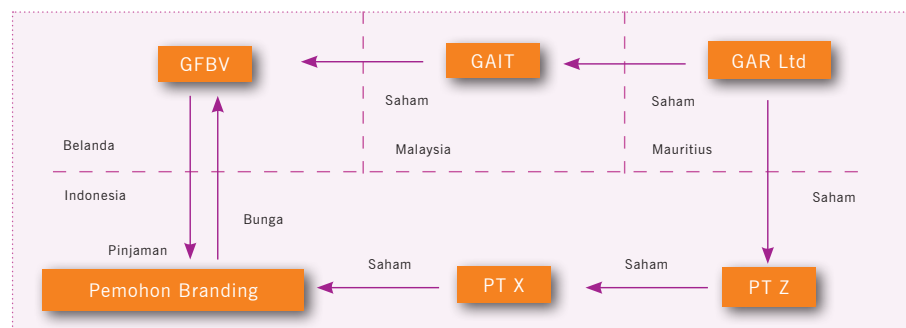 GFBV
GAIT
GAR Ltd
Saham
Saham
Belanda
Malaysia
Mauritius
Indonesia
Saham
Bunga
Pinjaman
Saham
Saham
Pemohon Branding
PT X
PT Z